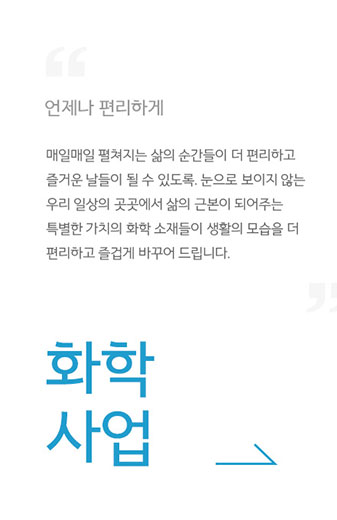 “
언제나 편리하게
매일매일 펼쳐지는 삶의 순간들이 더 편리하고
즐거운 날들이 될 수 있도록. 눈으로 보이지 않는
우리 일상의 곳곳에서 삶의 근본이 되어주는
특별한 가치의 화학 소재들이 생활의 모습을 더
편리하고 즐겁게 바꾸어 드립니다.
”
화학
사업